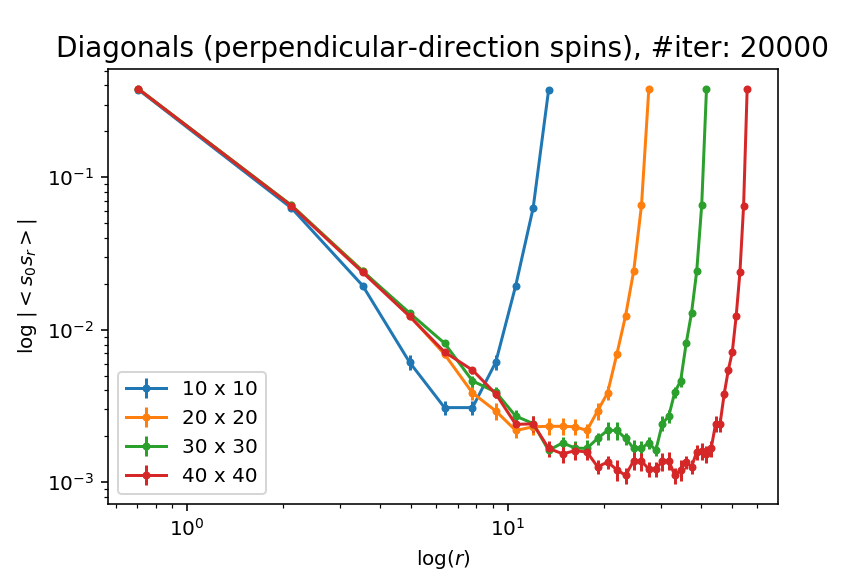 Diagonals (perpendicular-direction spins), #iter: 20000
log | < s₀sᵣ > |
10⁻¹
10⁻²
10⁻³
10 x 10
20 x 20
30 x 30
40 x 40
10⁰
10¹
log(r)